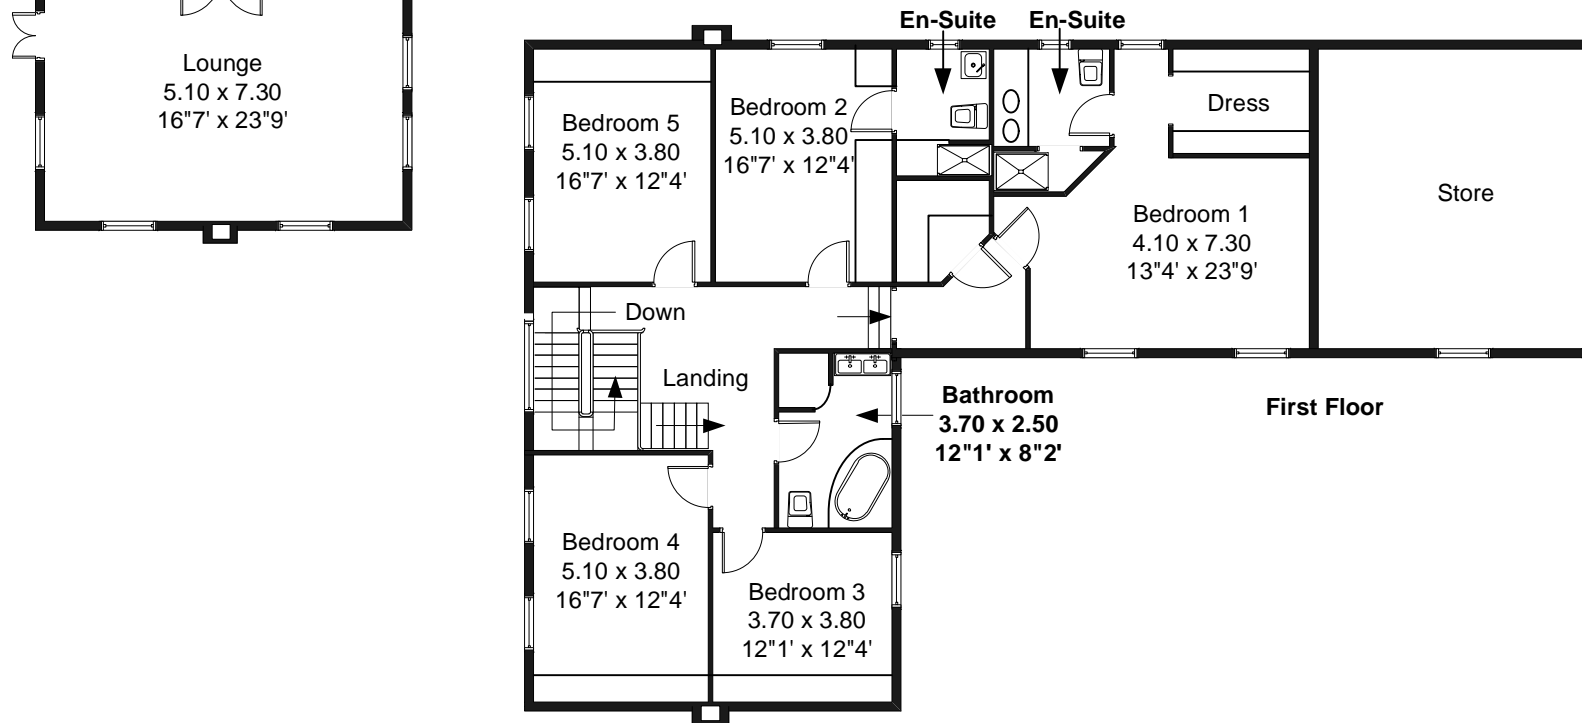 Lounge
5.10 x 7.30
16"7' x 23"9'
En-Suite
En-Suite
Bedroom 5
5.10 x 3.80
16"7' x 12"4'
Bedroom 2
5.10 x 3.80
16"7' x 12"4'
Dress
Store
Bedroom 1
4.10 x 7.30
13"4' x 23"9'
Down
Landing
Bathroom
3.70 x 2.50
12"1' x 8"2'
First Floor
Bedroom 4
5.10 x 3.80
16"7' x 12"4'
Bedroom 3
3.70 x 3.80
12"1' x 12"4'